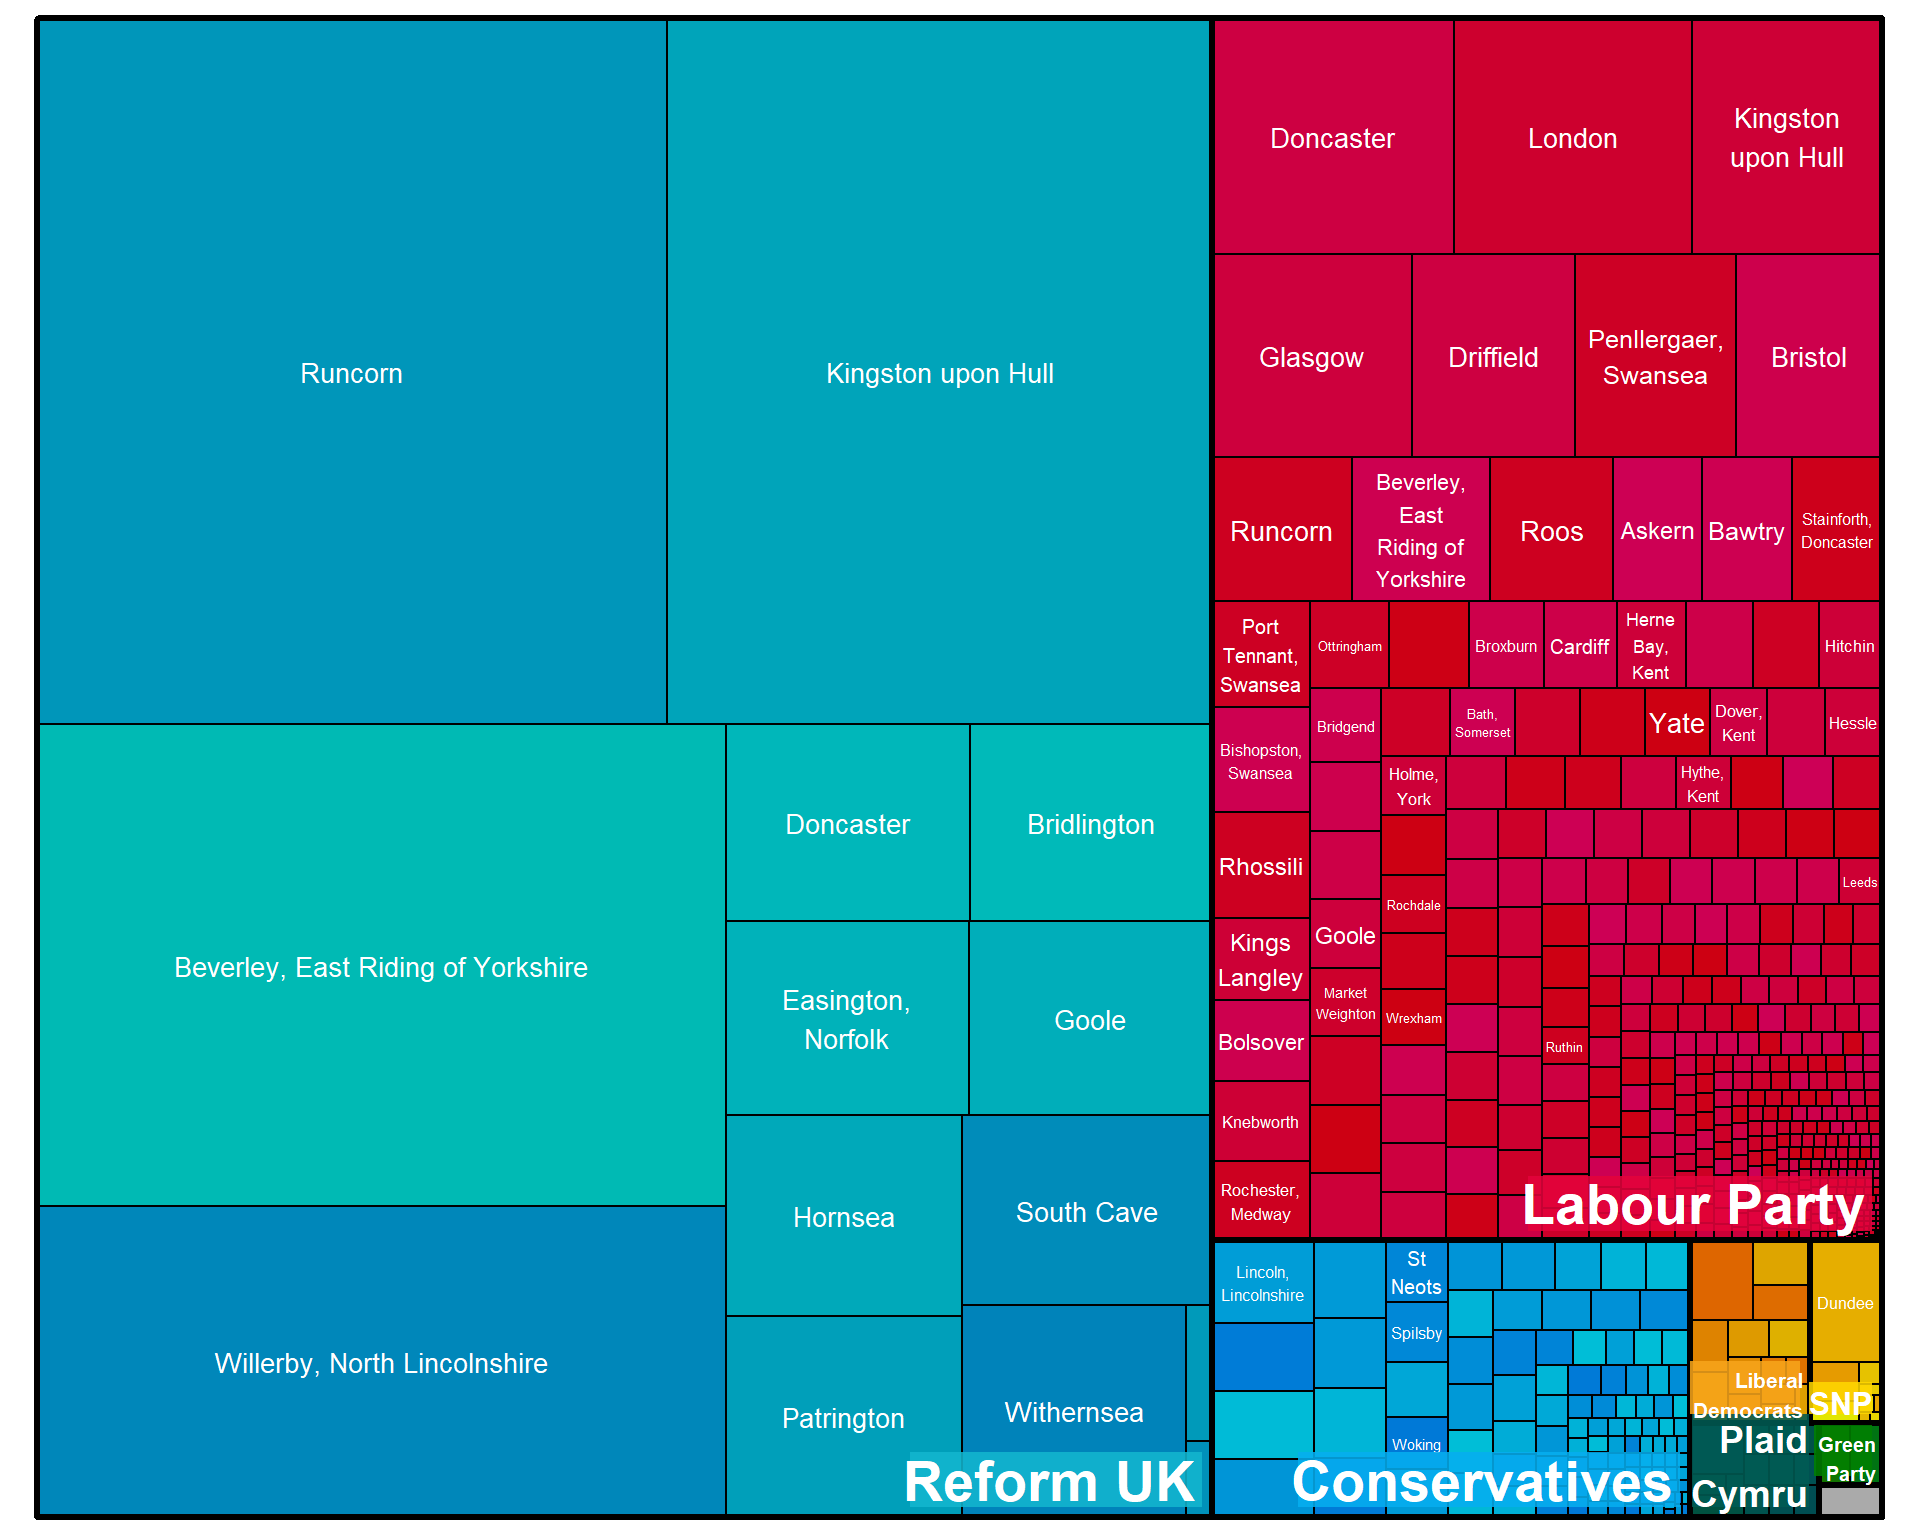 Runcorn
Kingston upon Hull
Beverley, East Riding of Yorkshire
Willerby, North Lincolnshire
Doncaster
Bridlington
Easington,
Norfolk
Goole
Hornsea
South Cave
Patrington
Withernsea
Reform UK
Doncaster
London
Kingston
upon Hull
Glasgow
Driffield
Penllergaer,
Swansea
Bristol
Runcorn
Beverley,
East
Riding of
Yorkshire
Roos
Askern
Bawtry
Stainforth,
Doncaster
Port
Tennant,
Swansea
Ottringham
Broxburn
Cardiff
Herne
Bay,
Kent
Hitchin
Bishopston,
Swansea
Bridgend
Bath,
Somerset
Yate
Dover,
Kent
Hessle
Holme,
York
Hythe,
Kent
Rhossili
Rochdale
Leeds
Kings
Langley
Goole
Market
Weighton
Wrexham
Bolsover
Ruthin
Knebworth
Rochester,
Medway
Labour Party
Lincoln,
Lincolnshire
St
Neots
Spilsby
Woking
Conservatives
Liberal
Democrats
Dundee
SNP
Plaid
Cymru
Green
Party